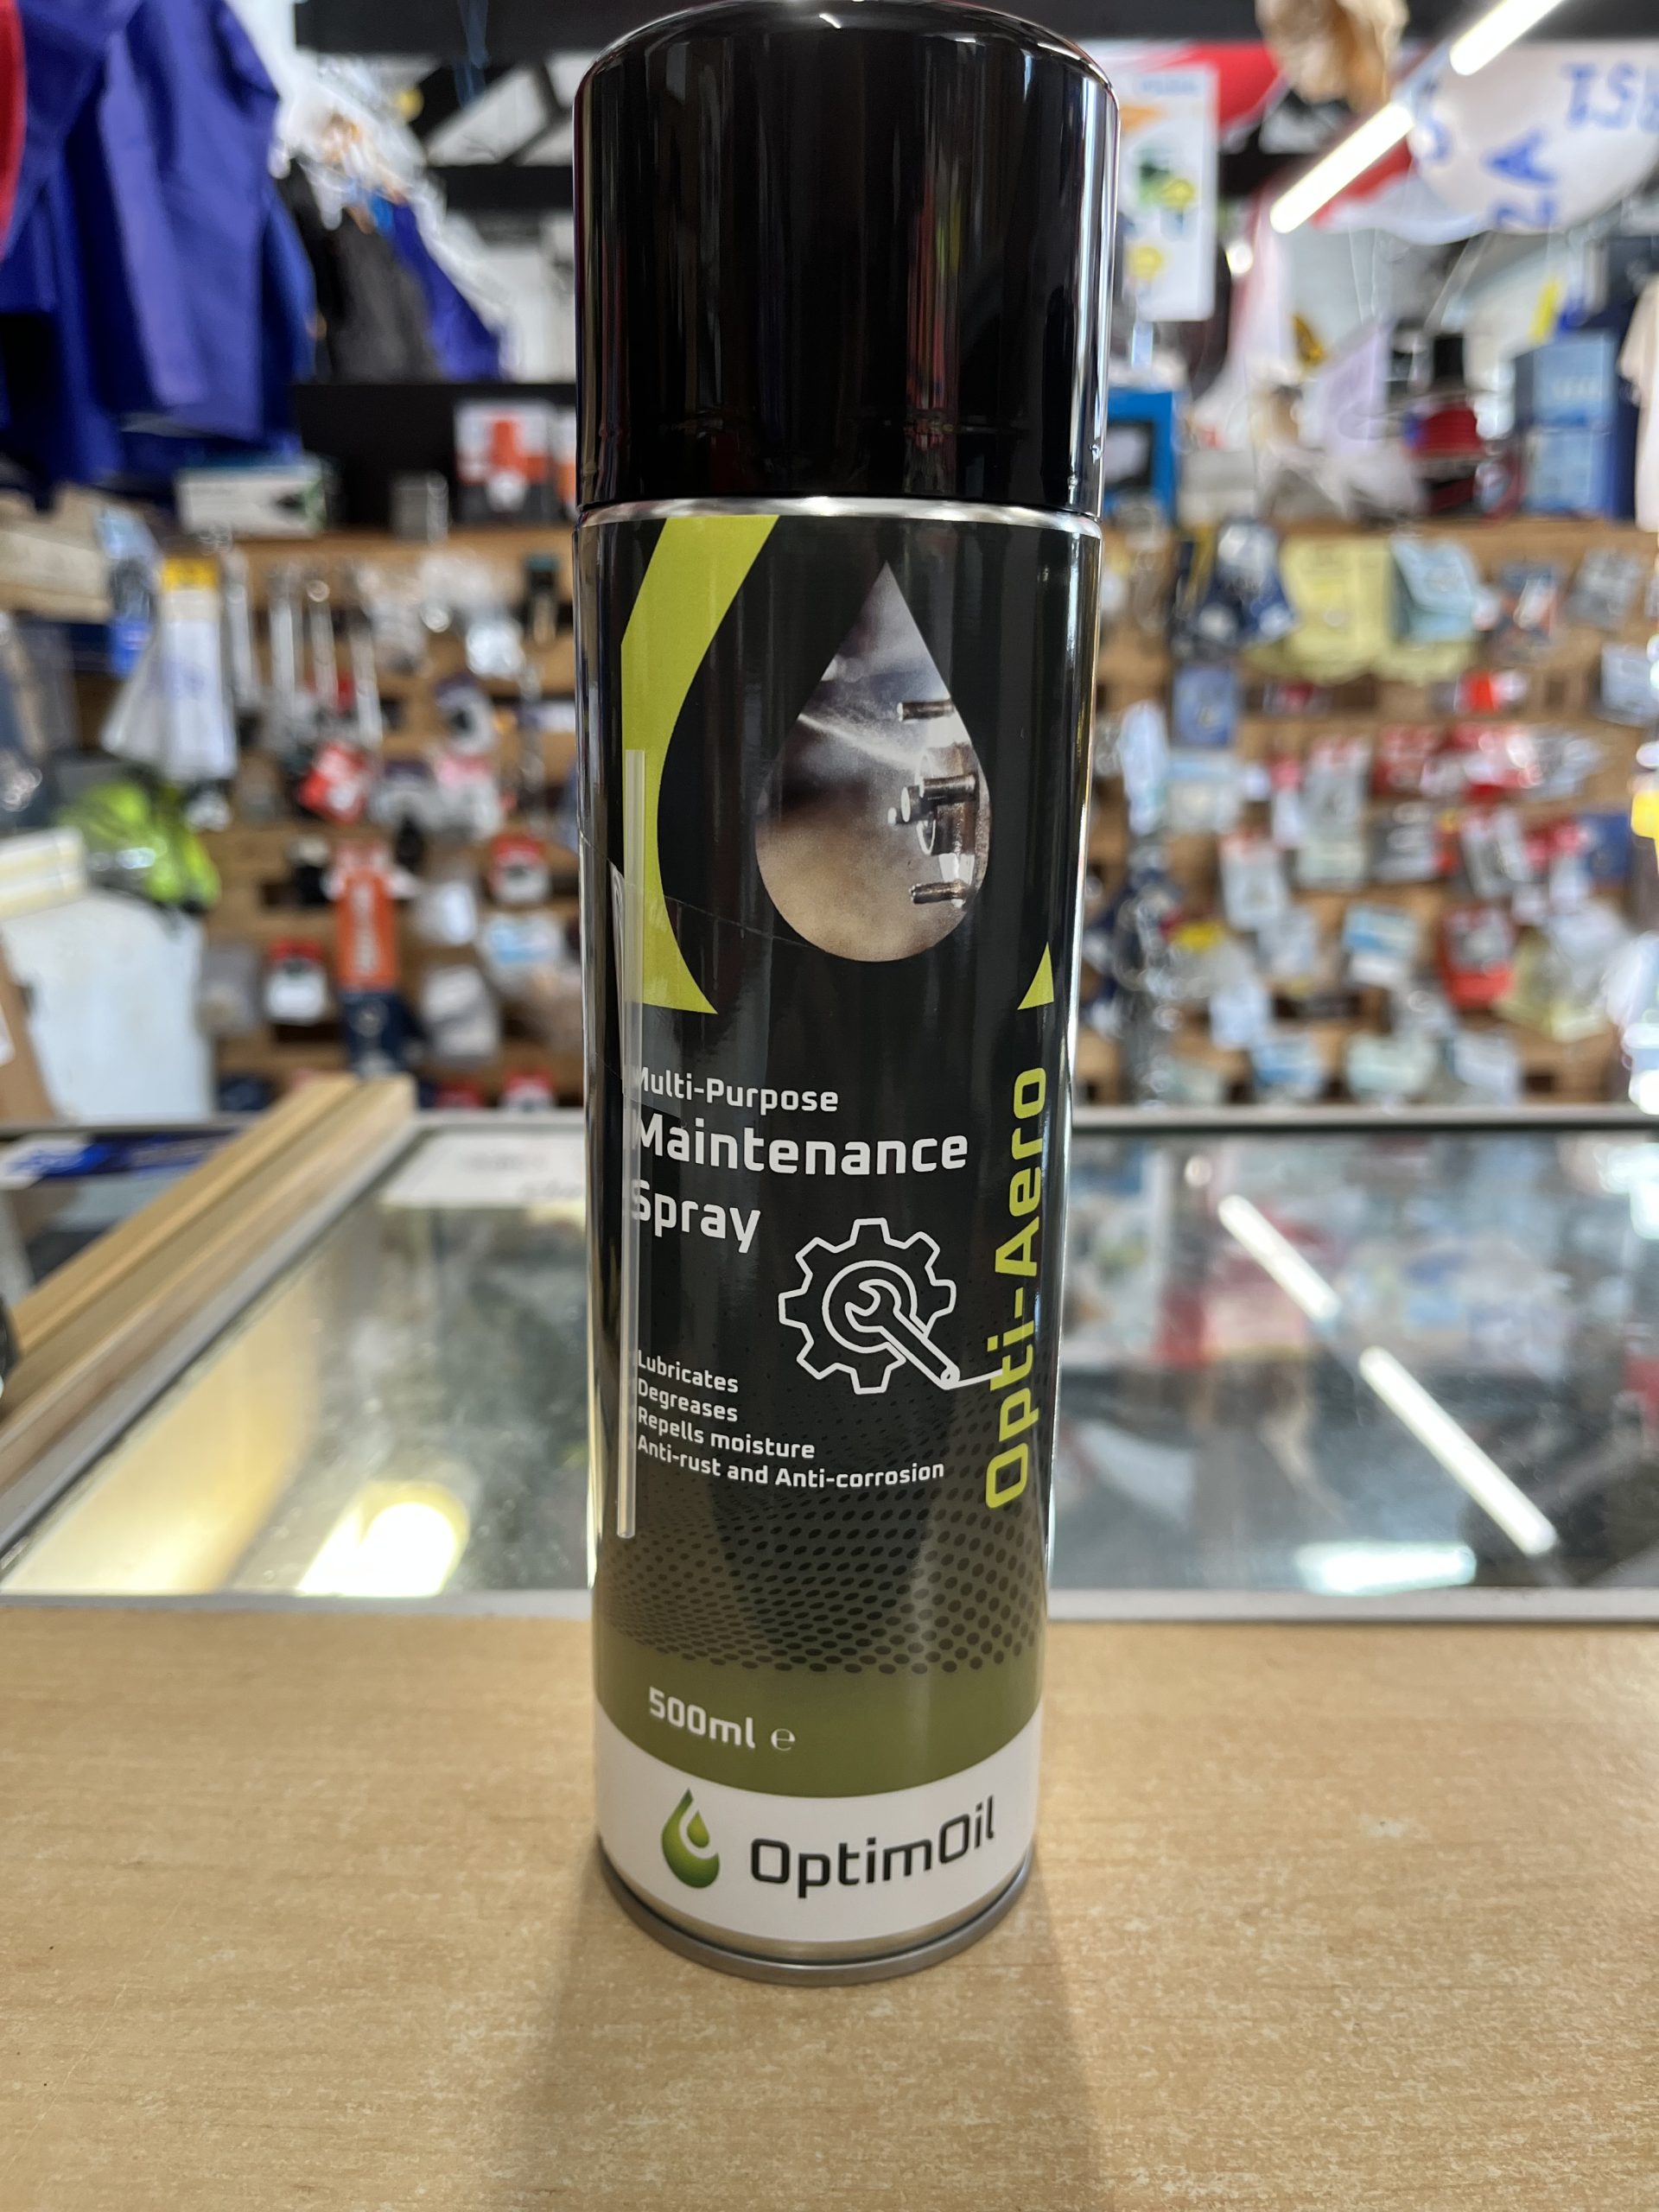 Multi-Purpose
Maintenance
Spray
Opti-Aero
Lubricates
Degreases
Repells moisture
Anti-rust and Anti-corrosion
500ml ℮
OptimOil